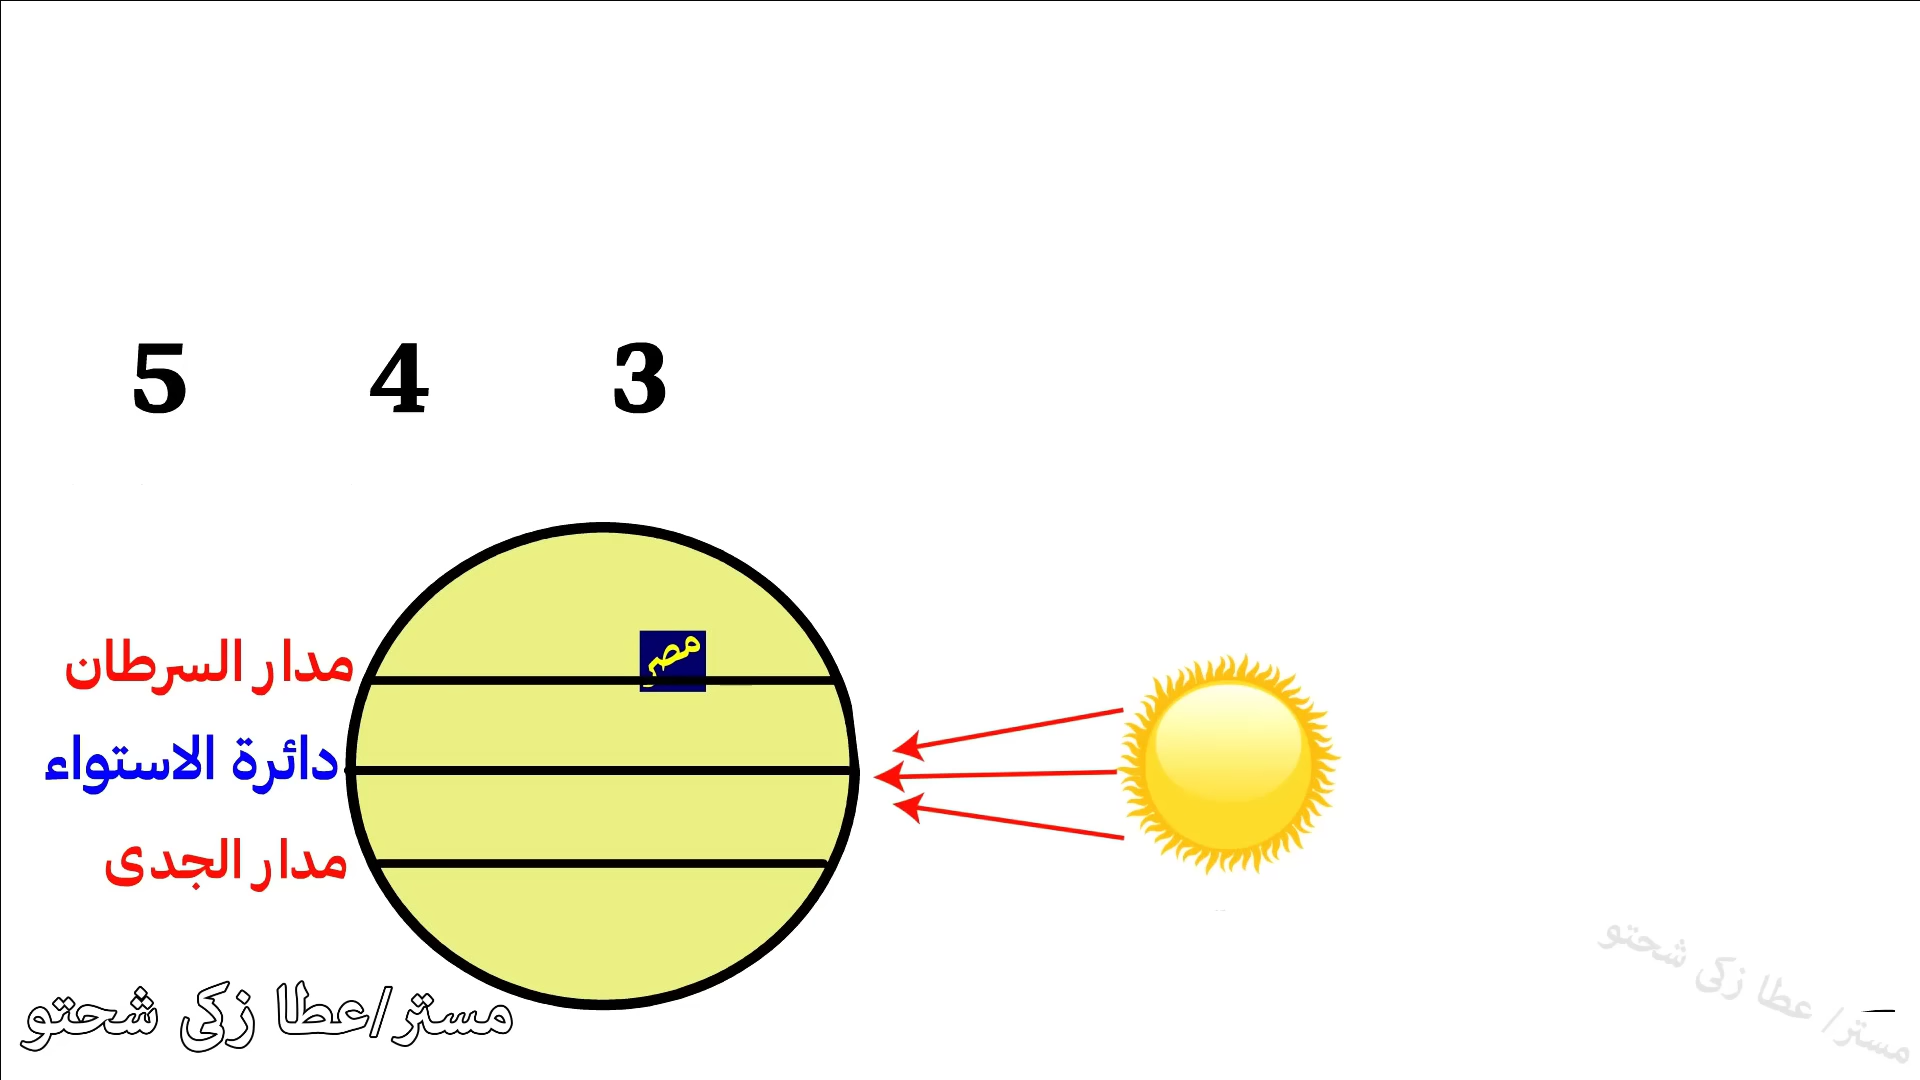 5 4 3
مصر
مدار السرطان
دائرة الاستواء
مدار الجدى
مستر/عطا زكى شحتو
مستر/ عطا زكى شحتو